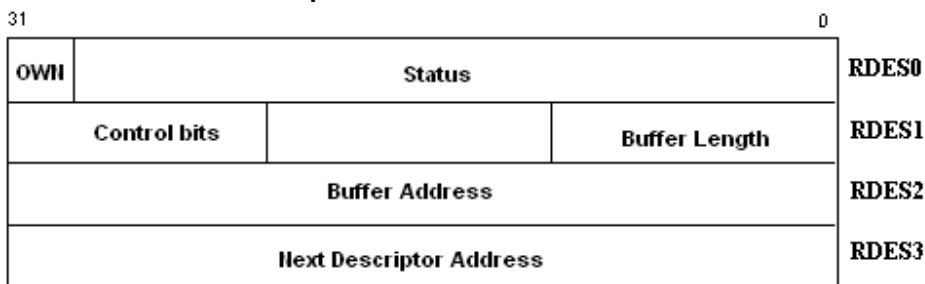 31 0
OWN Status RDES0
Control bits Buffer Length RDES1
Buffer Address RDES2
Next Descriptor Address RDES3